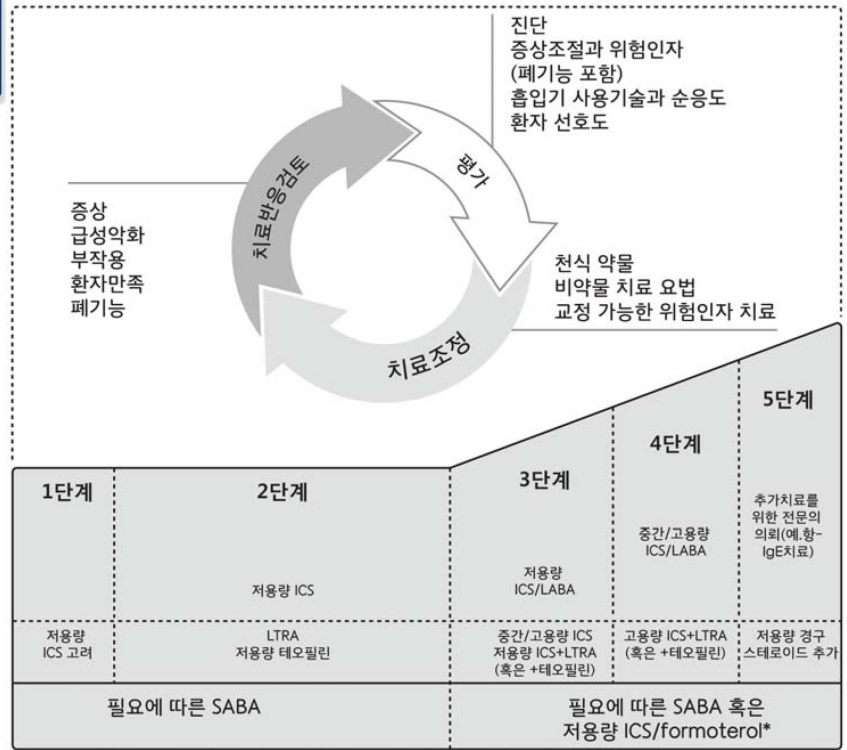 진단
증상조절과 위험인자
(폐기능 포함)
흡입기 사용기술과 순응도
환자 선호도
평가
치료반응검토
증상
급성악화
부작용
환자만족
폐기능
천식 약물
비약물 치료 요법
교정 가능한 위험인자 치료
치료조정
1단계
2단계
3단계
4단계
5단계
저용량 ICS
저용량
ICS/LABA
중간/고용량
ICS/LABA
추가치료를
위한 전문의
의뢰(예.항-
IgE치료)
저용량
ICS 고려
LTRA
저용량 테오필린
중간/고용량 ICS
저용량 ICS+LTRA
(혹은 +테오필린)
고용량 ICS+LTRA
(혹은 +테오필린)
저용량 경구
스테로이드 추가
필요에 따른 SABA
필요에 따른 SABA 혹은
저용량 ICS/formoterol*